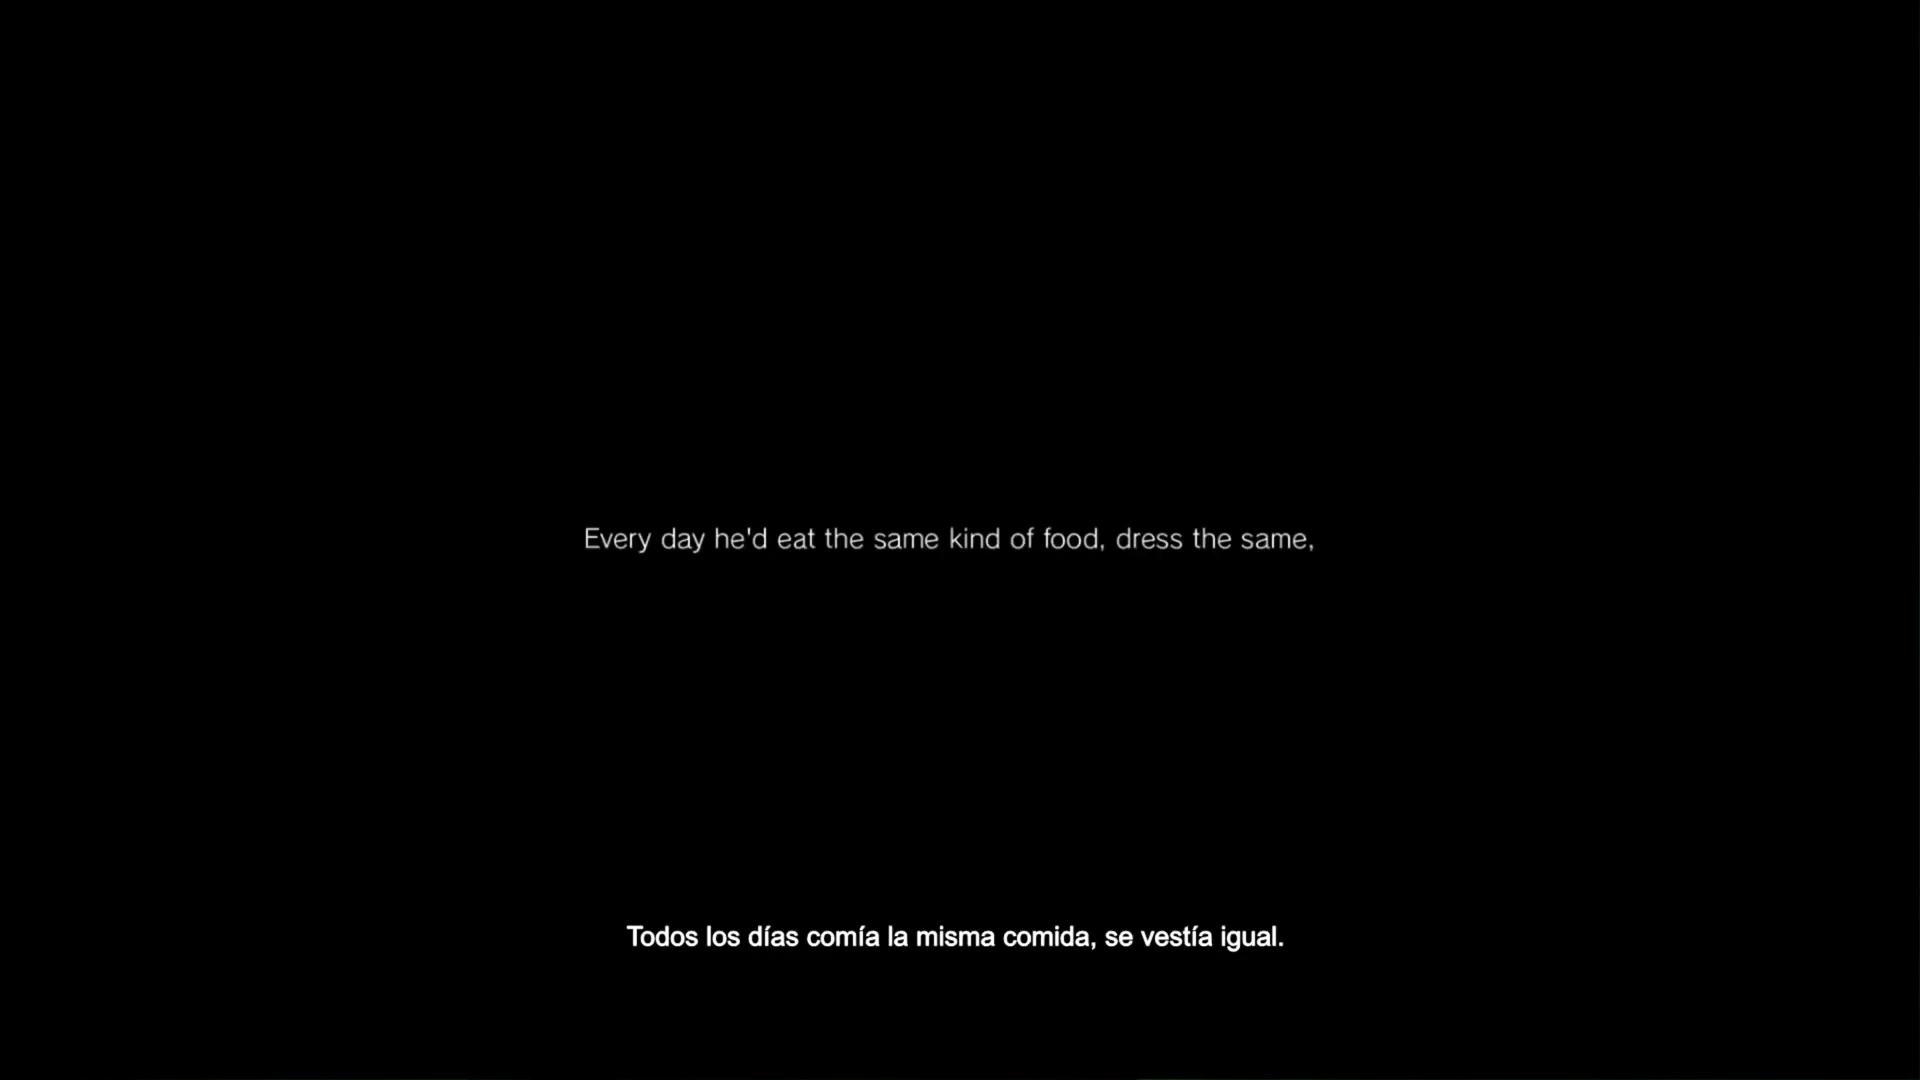 Every day he'd eat the same kind of food, dress the same,
Todos los días comía la misma comida, se vestía igual.